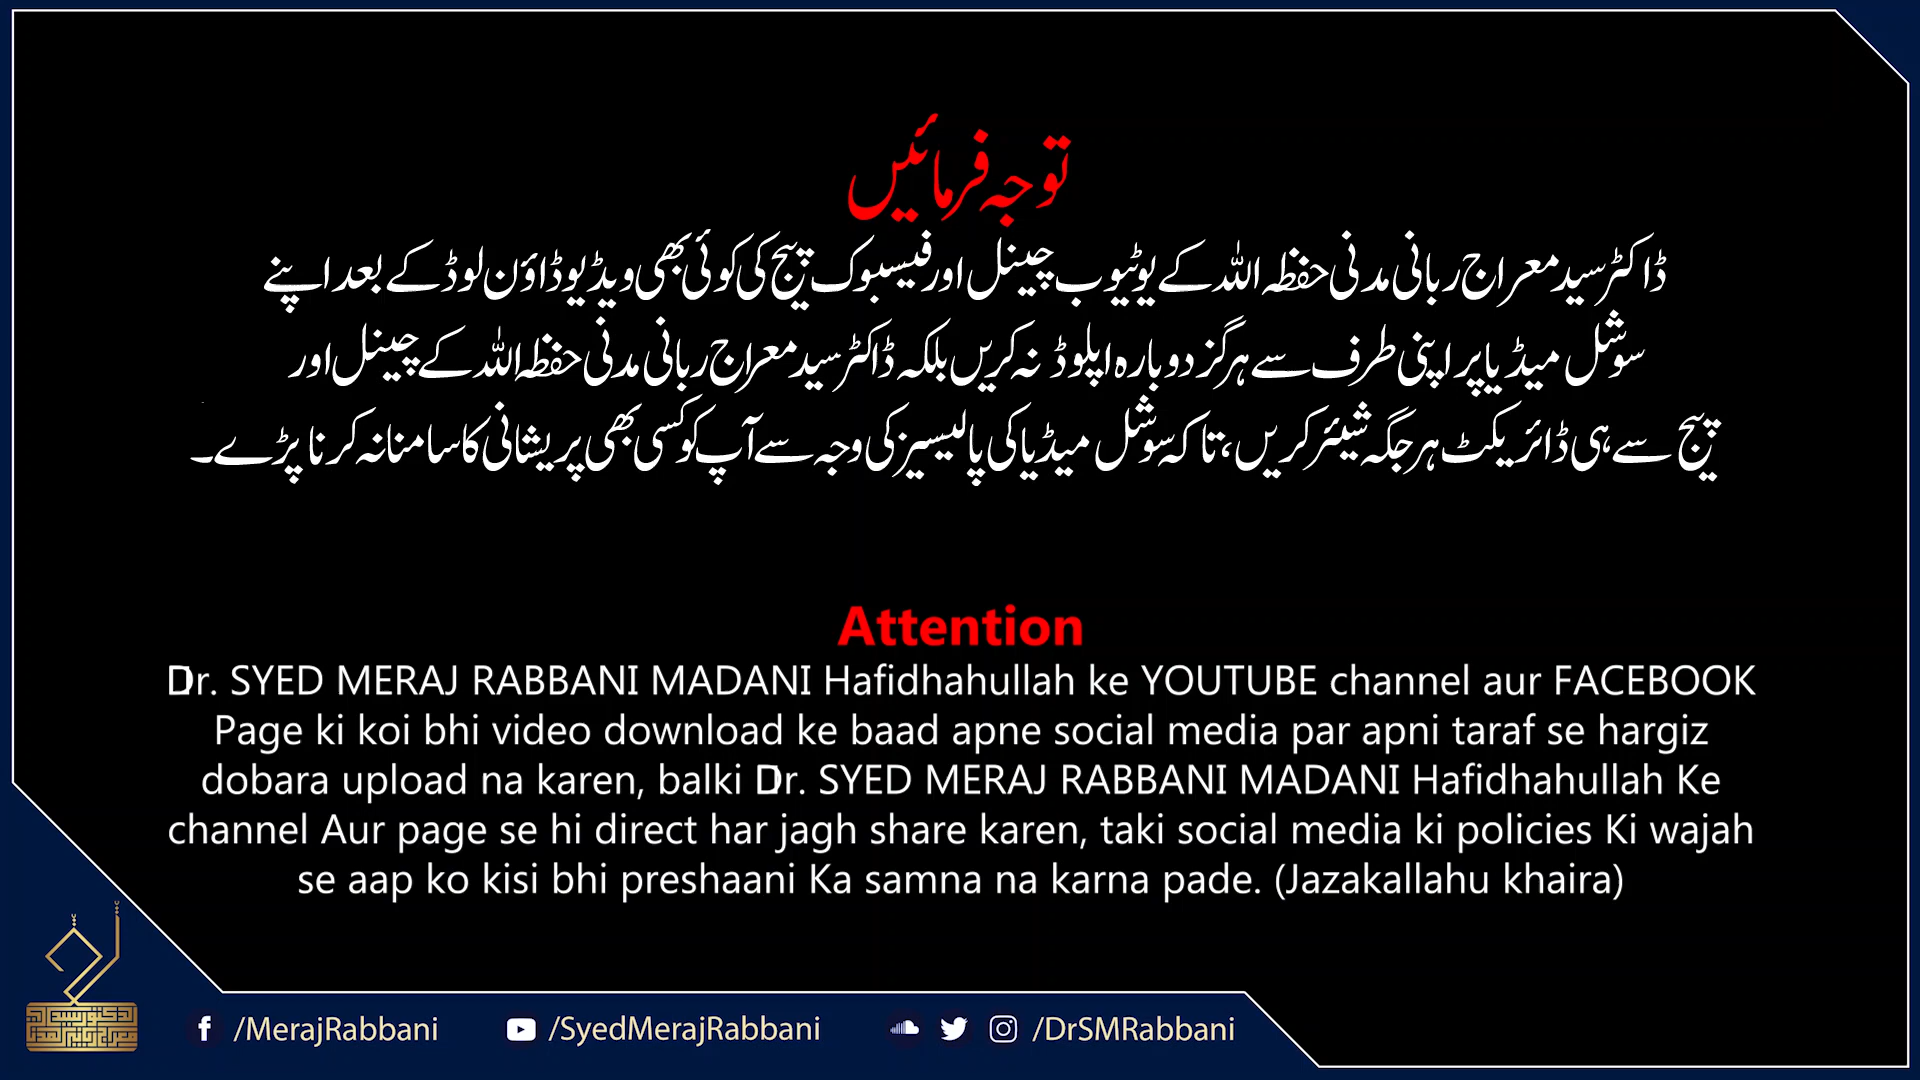 توجہ فرمائیں
ڈاکٹر سید معراج ربانی مدنی حفظہ اللہ کے یوٹیوب چینل اور فیسبوک پیج کی کوئی بھی ویڈیو ڈاؤن لوڈ کے بعد اپنے
سوشل میڈیا پر اپنی طرف سے ہرگز دوبارہ اپلوڈ نہ کریں بلکہ ڈاکٹر سید معراج ربانی مدنی حفظہ اللہ کے چینل اور
پیج سے ہی ڈائریکٹ ہر جگہ شیئر کریں، تاکہ سوشل میڈیا کی پالیسیز کی وجہ سے آپ کو کسی بھی پریشانی کا سامنا نہ کرنا پڑے۔
Attention
Dr. SYED MERAJ RABBANI MADANI Hafidhahullah ke YOUTUBE channel aur FACEBOOK
Page ki koi bhi video download ke baad apne social media par apni taraf se hargiz
dobara upload na karen, balki Dr. SYED MERAJ RABBANI MADANI Hafidhahullah Ke
channel Aur page se hi direct har jagh share karen, taki social media ki policies Ki wajah
se aap ko kisi bhi preshaani Ka samna na karna pade. (Jazakallahu khaira)
/MerajRabbani /SyedMerajRabbani /DrSMRabbani